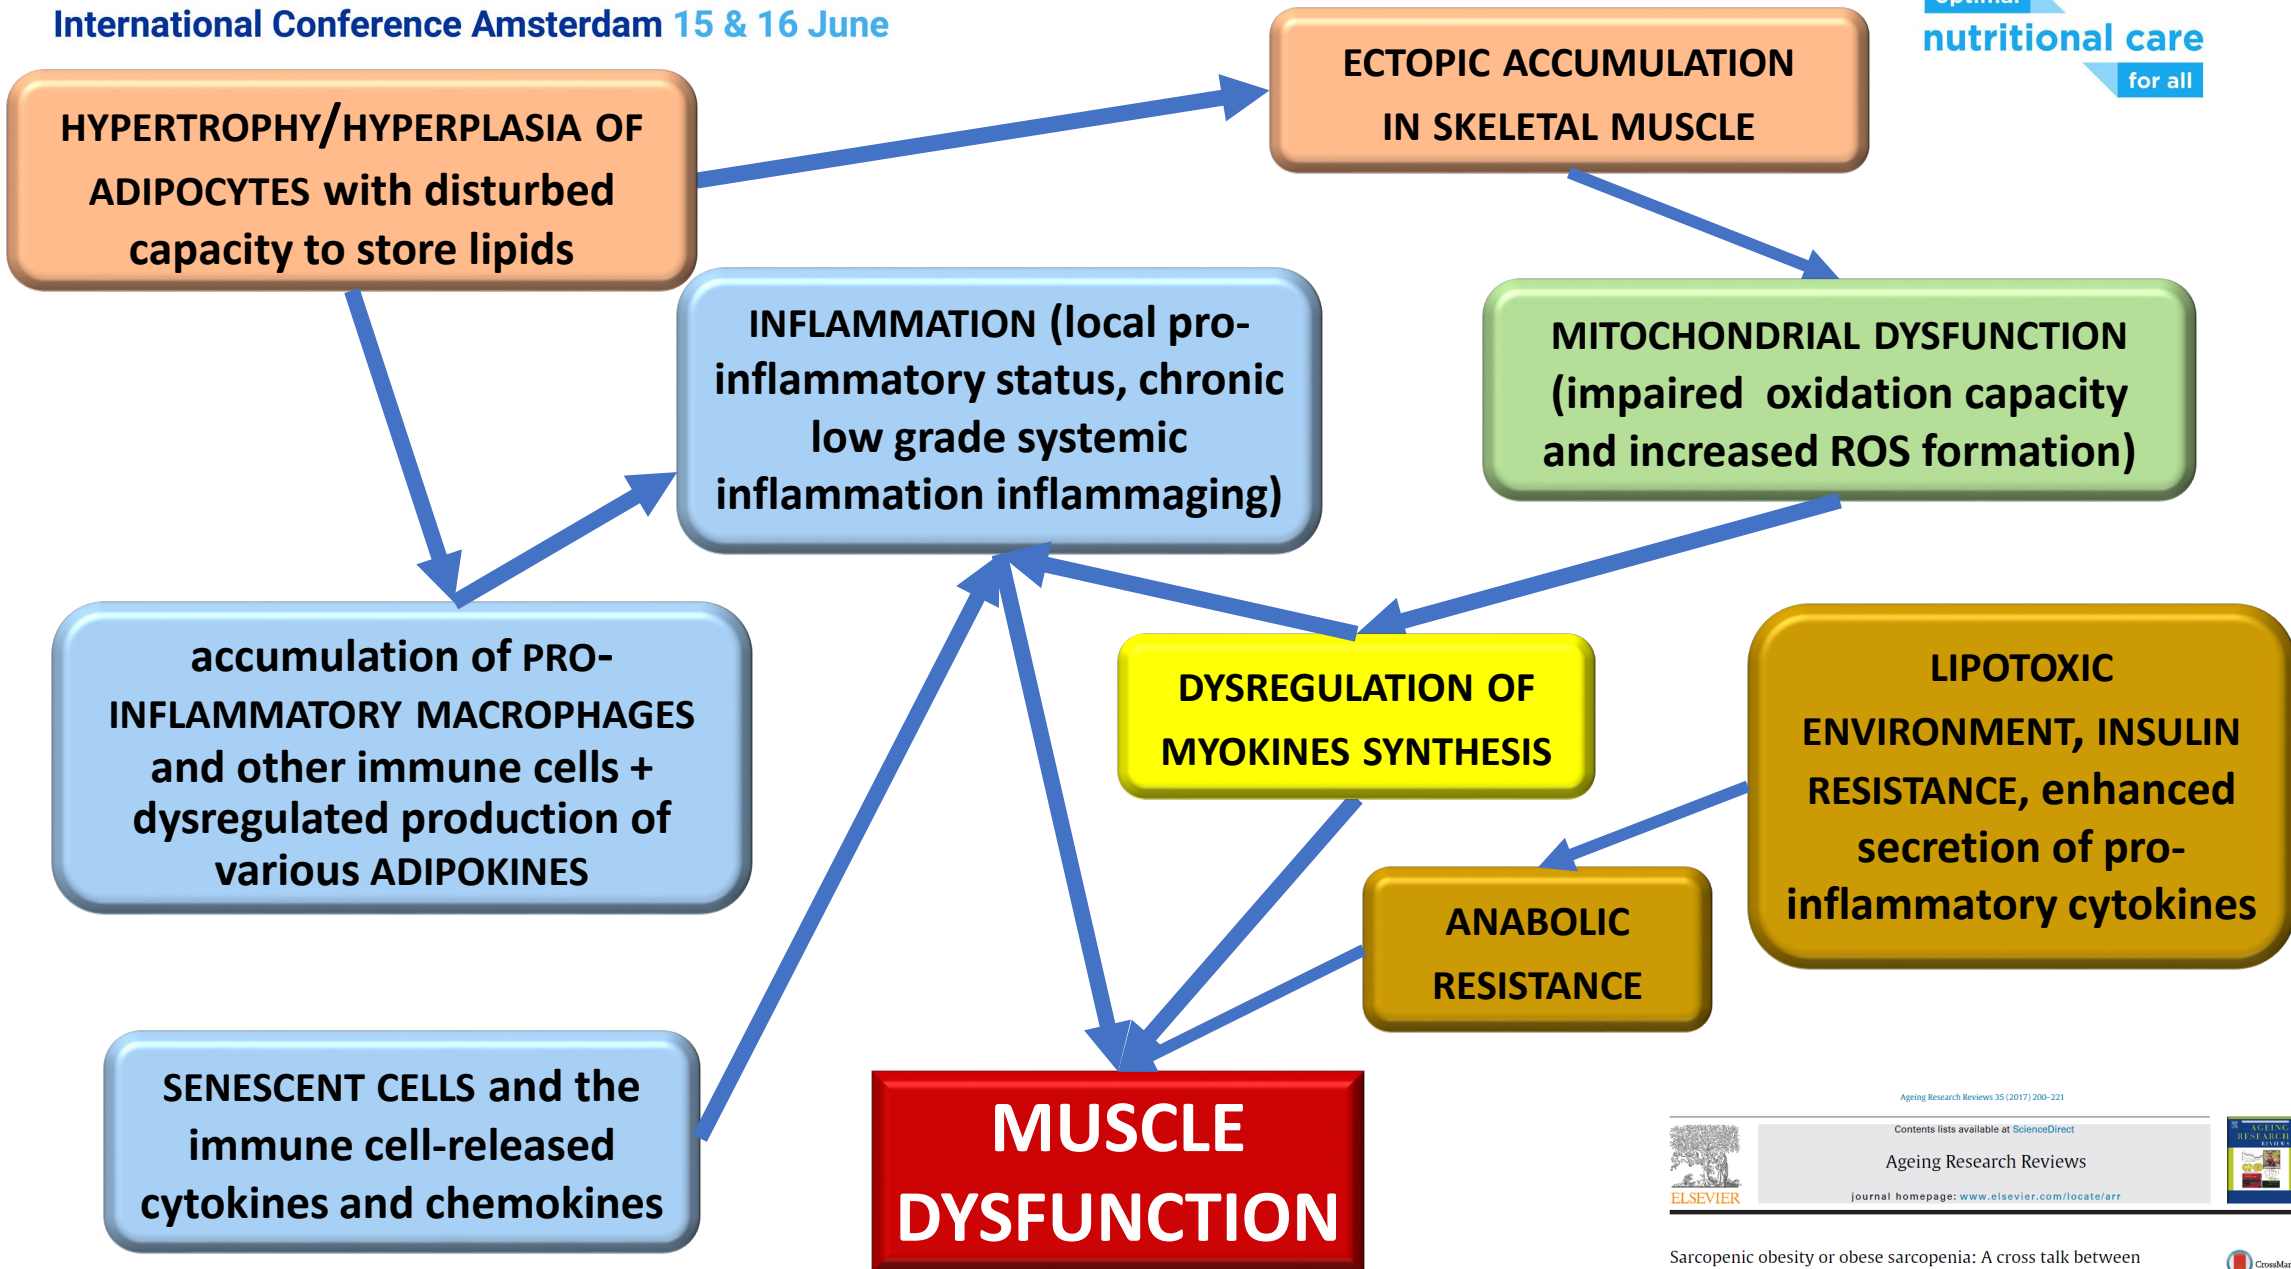 International Conference Amsterdam 15 & 16 June
optimal
nutritional care
for all
HYPERTROPHY/HYPERPLASIA OF
ADIPOCYTES with disturbed
capacity to store lipids
ECTOPIC ACCUMULATION
IN SKELETAL MUSCLE
INFLAMMATION (local pro-
inflammatory status, chronic
low grade systemic
inflammation inflammaging)
MITOCHONDRIAL DYSFUNCTION
(impaired oxidation capacity
and increased ROS formation)
accumulation of PRO-
INFLAMMATORY MACROPHAGES
and other immune cells +
dysregulated production of
various ADIPOKINES
DYSREGULATION OF
MYOKINES SYNTHESIS
LIPOTOXIC
ENVIRONMENT, INSULIN
RESISTANCE, enhanced
secretion of pro-
inflammatory cytokines
ANABOLIC
RESISTANCE
SENESCENT CELLS and the
immune cell-released
cytokines and chemokines
MUSCLE
DYSFUNCTION
Ageing Research Reviews 35 (2017) 200–221
Contents lists available at ScienceDirect
Ageing Research Reviews
journal homepage: www.elsevier.com/locate/arr
ELSEVIER
AGEING
RESEARCH
REVIEWS
Sarcopenic obesity or obese sarcopenia: A cross talk between
CrossMar